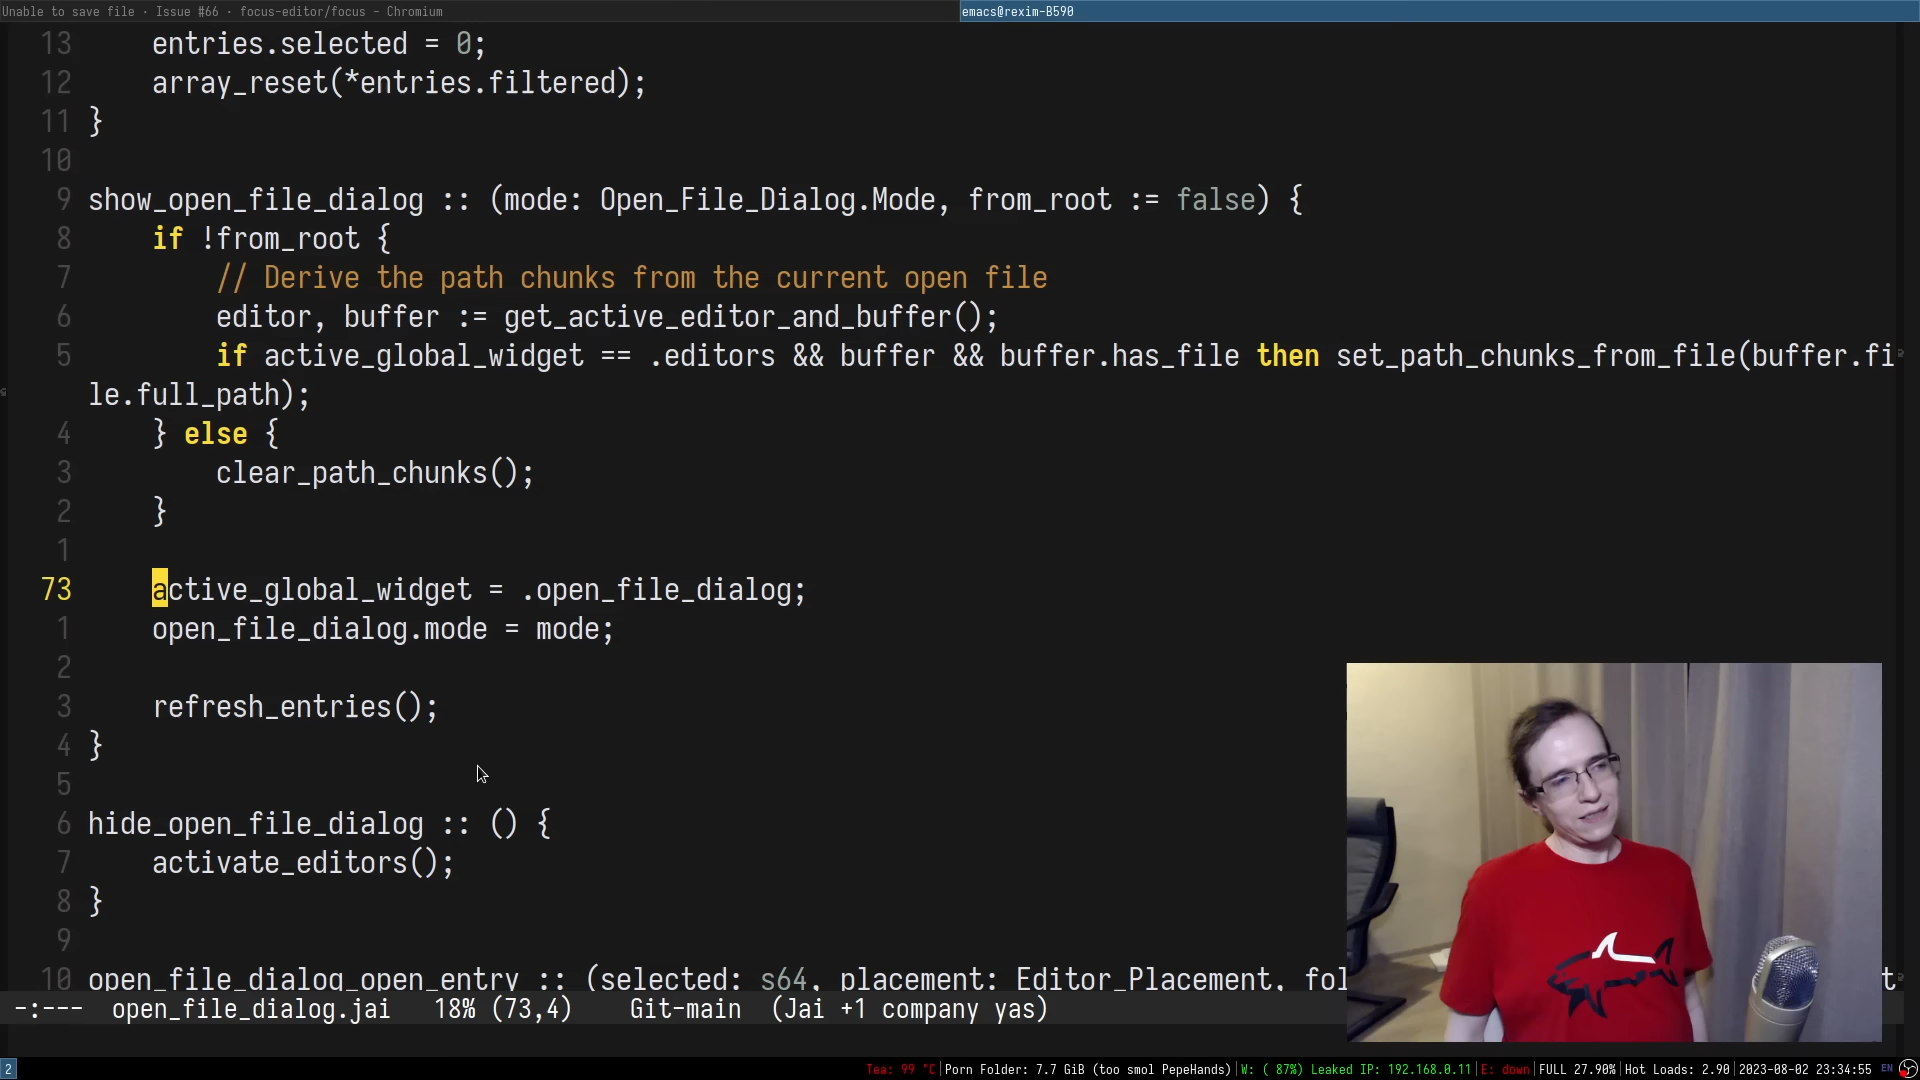 Unable to save file · Issue #66 · focus-editor/focus - Chromium
emacs@rexim-B590
13 entries.selected = 0;
12 array_reset(*entries.filtered);
11 }
10
9 show_open_file_dialog :: (mode: Open_File_Dialog.Mode, from_root := false) {
8 if !from_root {
7 // Derive the path chunks from the current open file
6 editor, buffer := get_active_editor_and_buffer();
5 if active_global_widget == .editors && buffer && buffer.has_file then set_path_chunks_from_file(buffer.fi
le.full_path);
4 } else {
3 clear_path_chunks();
2 }
1
73 active_global_widget = .open_file_dialog;
1 open_file_dialog.mode = mode;
2
3 refresh_entries();
4 }
5
6 hide_open_file_dialog :: () {
7 activate_editors();
8 }
9
10 open_file_dialog_open_entry :: (selected: s64, placement: Editor_Placement, fol
-:--- open_file_dialog.jai 18% (73,4) Git-main (Jai +1 company yas)
2 Tea: 99 °C|Porn Folder: 7.7 GiB (too smol PepeHands)|W: ( 87%) Leaked IP: 192.168.0.11|E: down|FULL 27.90%|Hot Loads: 2.90|2023-08-02 23:34:55 EN